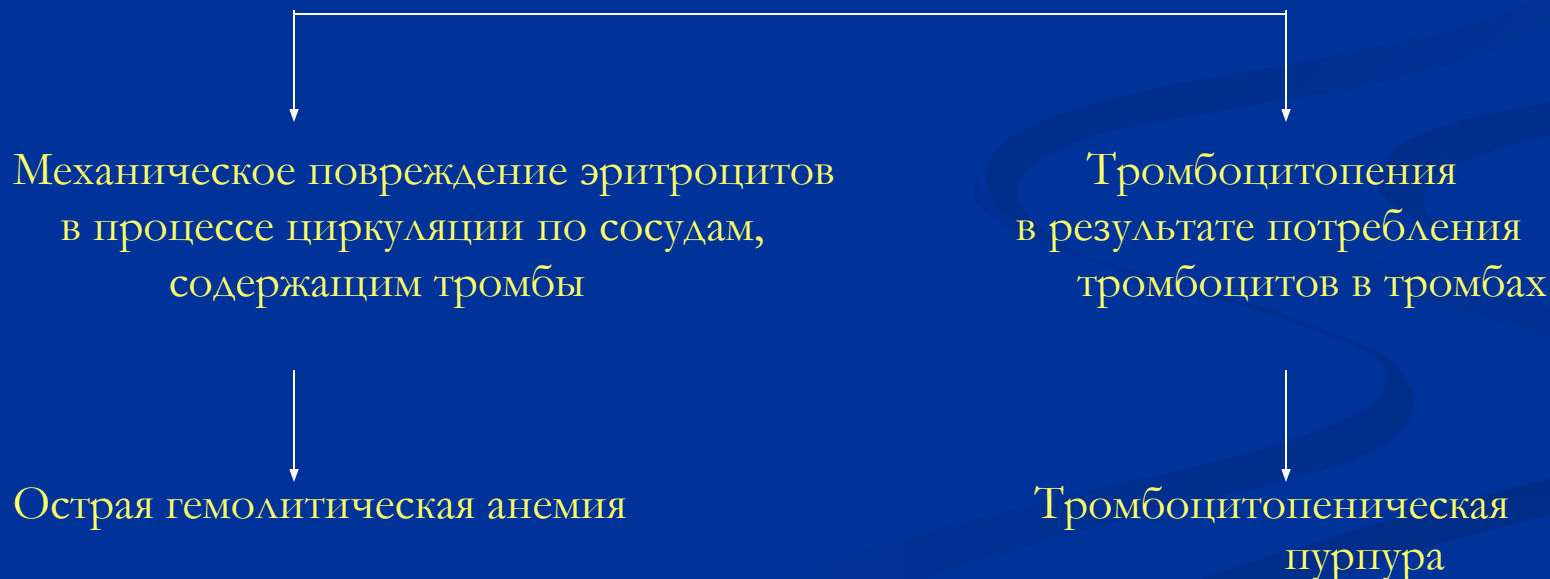 Механическое повреждение эритроцитов
в процессе циркуляции по сосудам,
содержащим тромбы
Тромбоцитопения
в результате потребления
тромбоцитов в тромбах
Острая гемолитическая анемия
Тромбоцитопеническая
пурпура